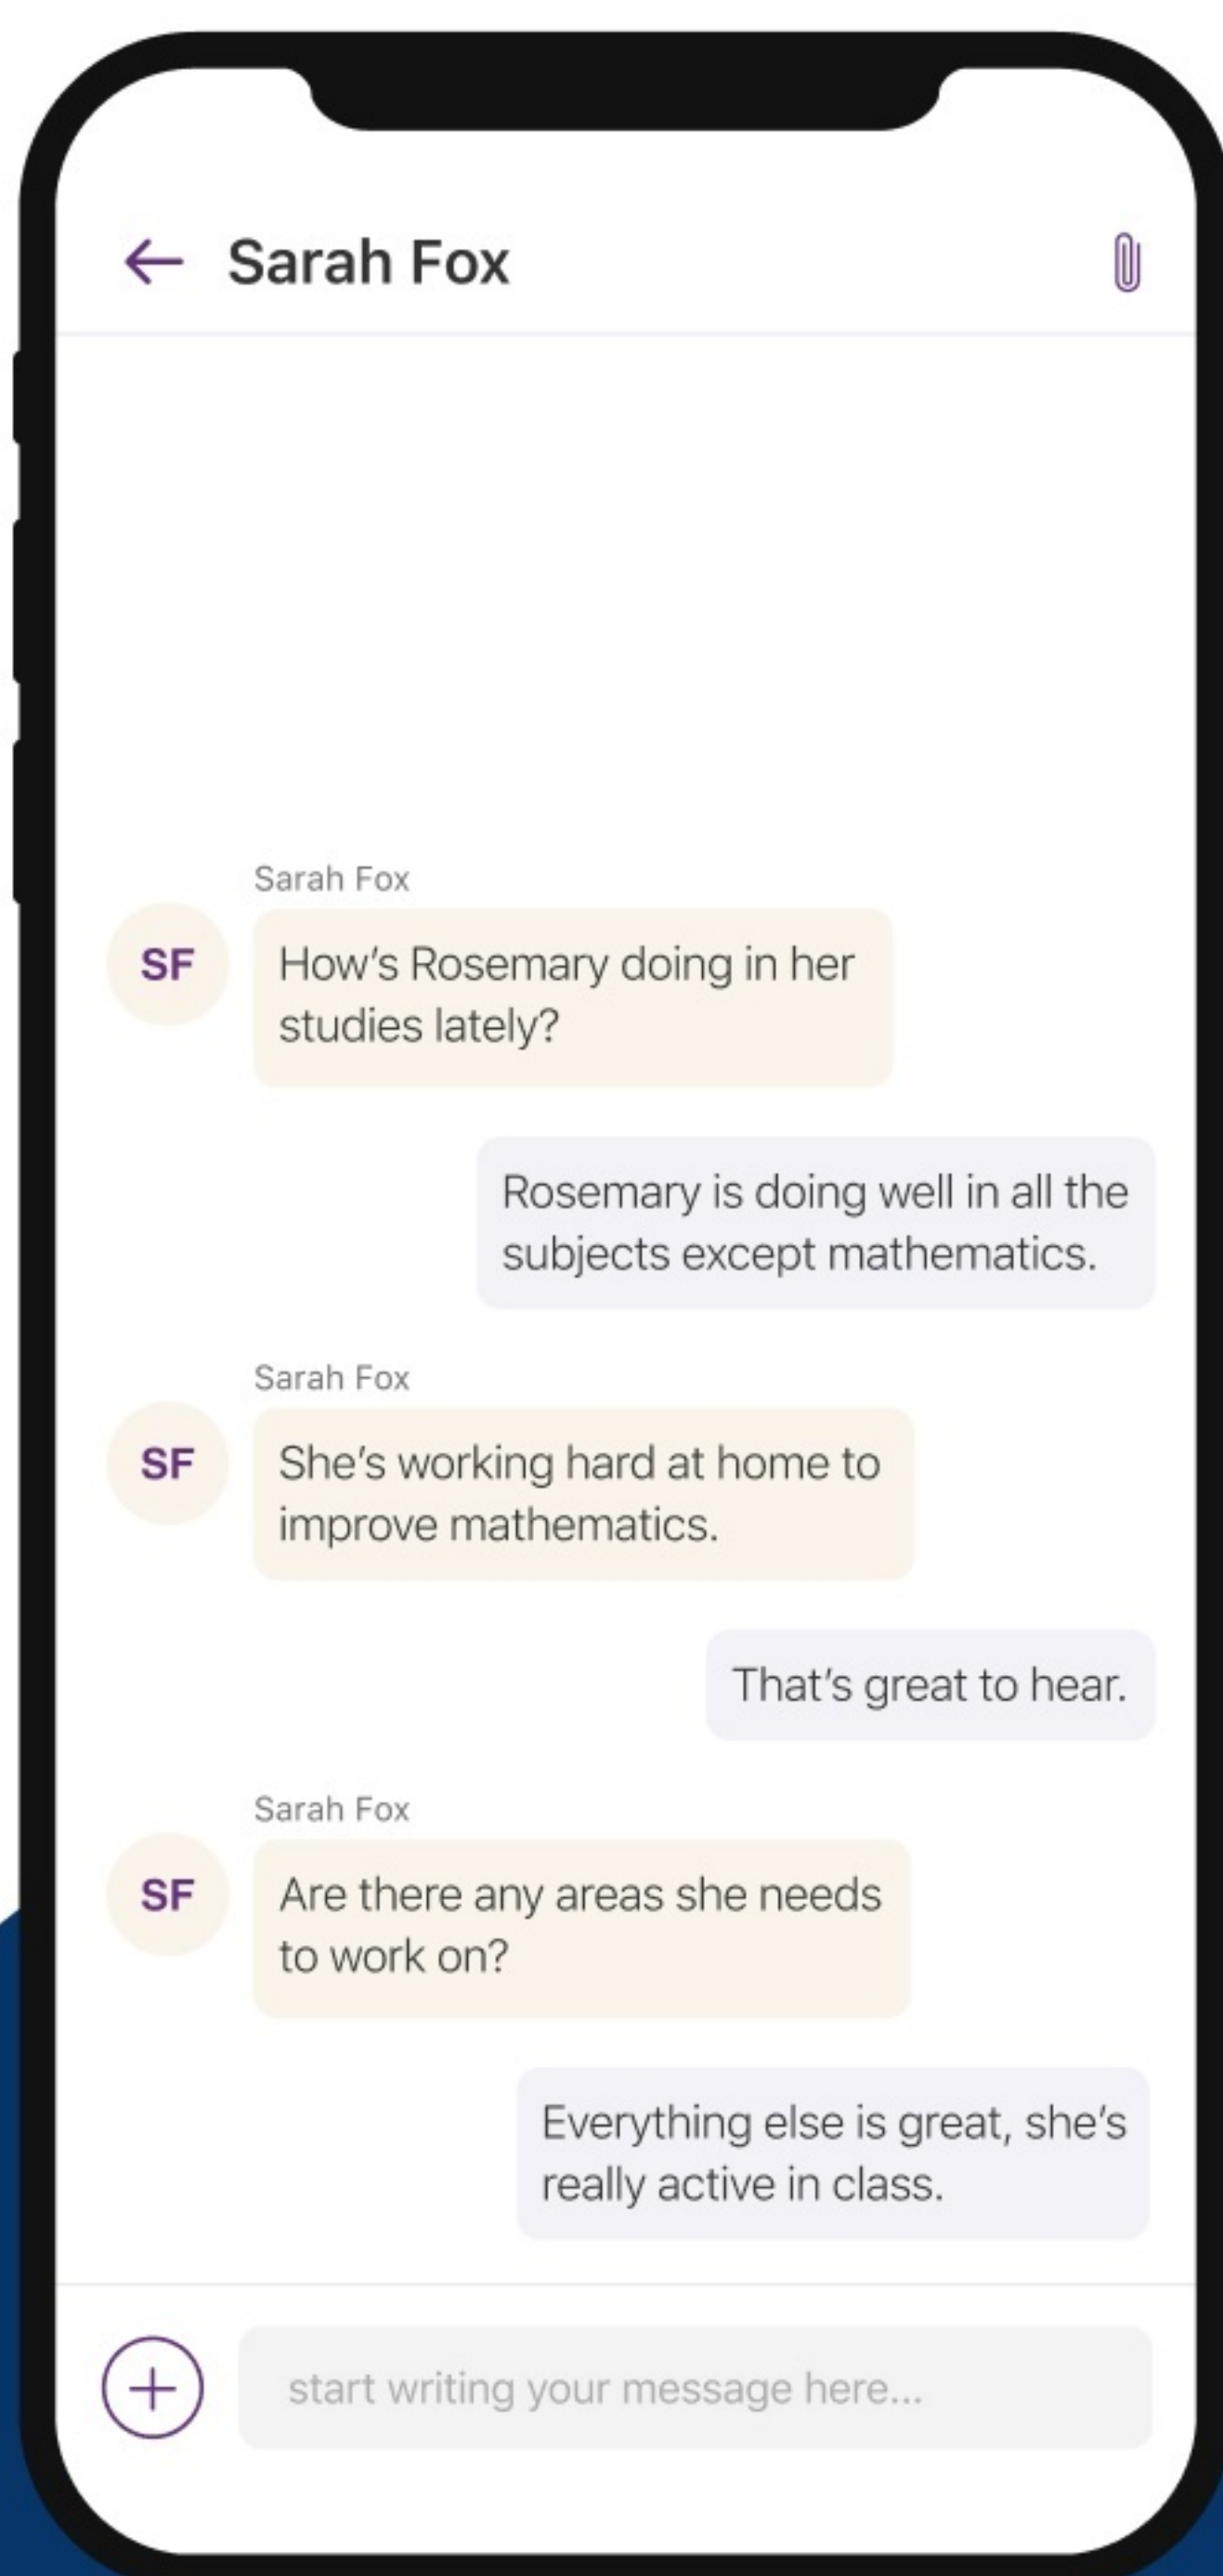 Sarah Fox
Sarah Fox
SF
How’s Rosemary doing in her
studies lately?
Rosemary is doing well in all the
subjects except mathematics.
Sarah Fox
SF
She’s working hard at home to
improve mathematics.
That’s great to hear.
Sarah Fox
SF
Are there any areas she needs
to work on?
Everything else is great, she’s
really active in class.
start writing your message here...